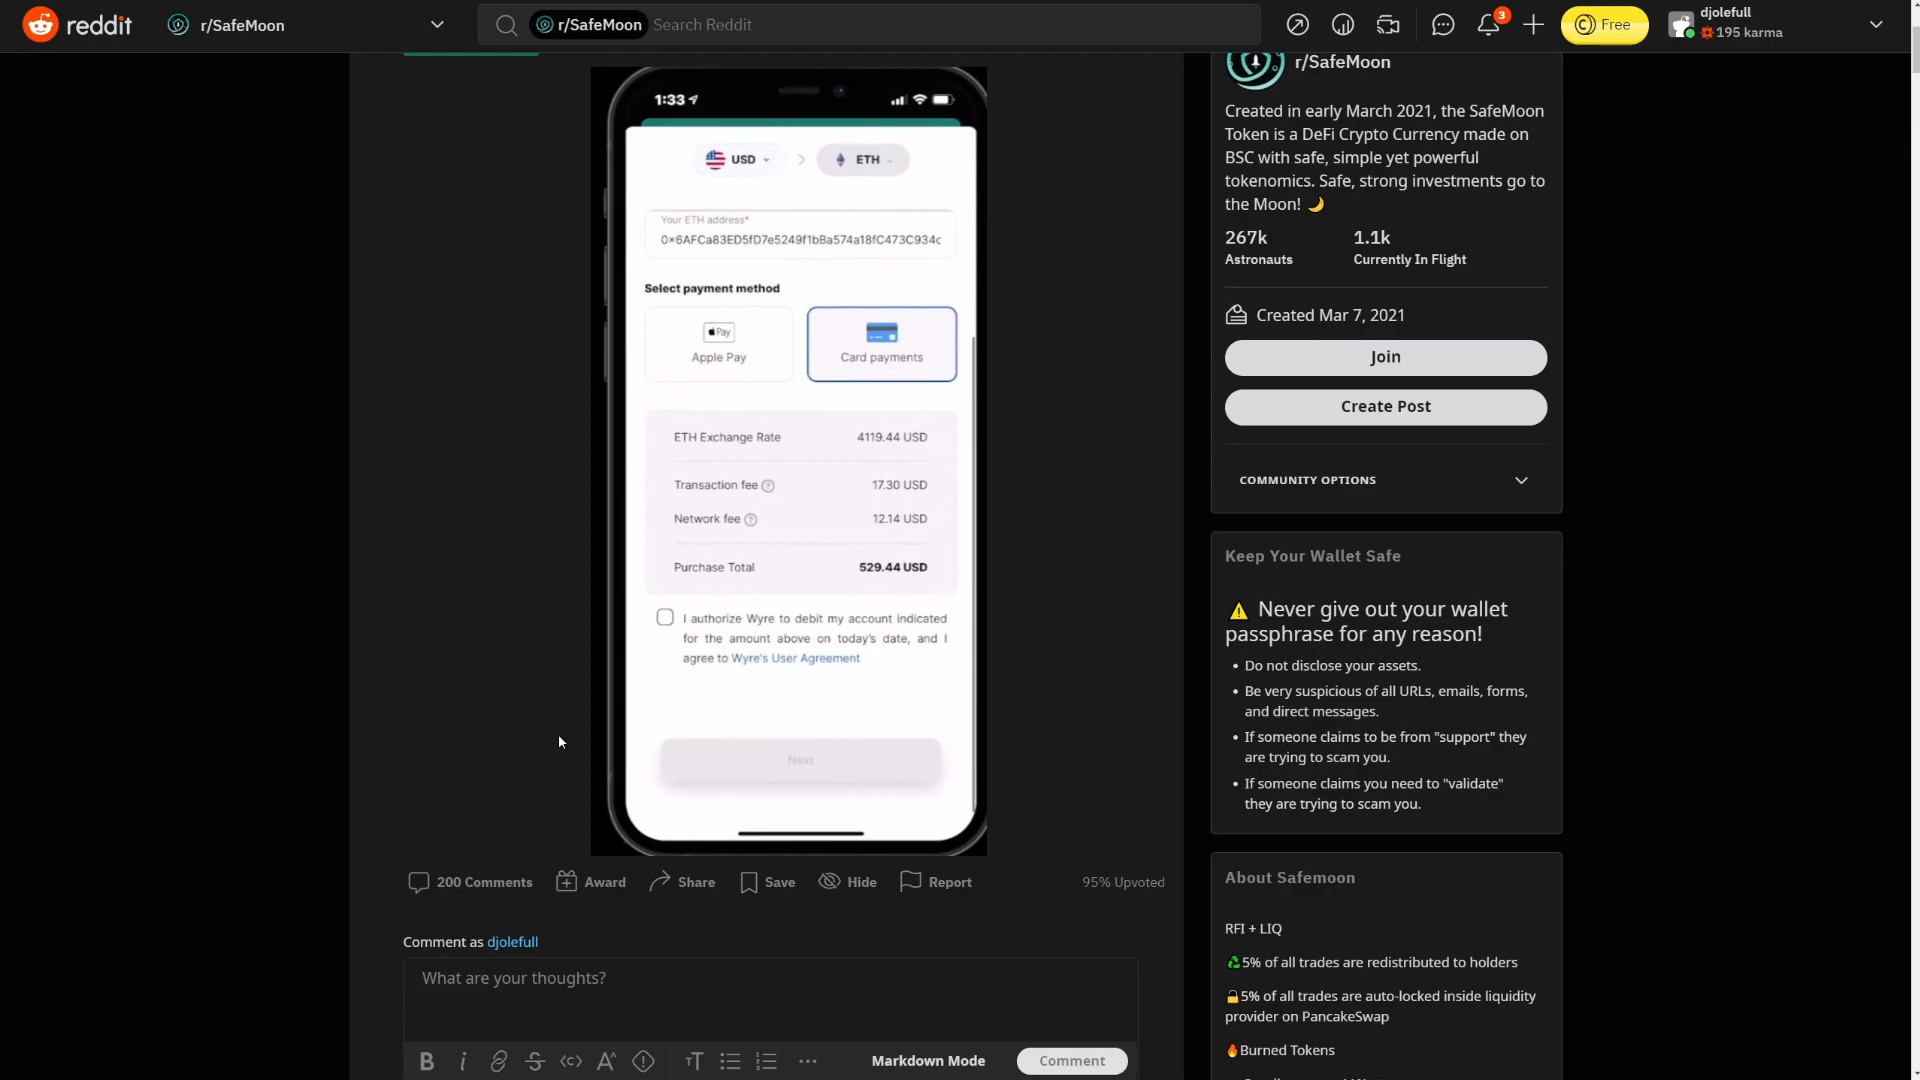 reddit
r/SafeMoon
r/SafeMoon
Search Reddit
3
Free
djolefull
195 karma
1:33
USD
ETH
Your ETH address*
0x6AFCa83ED5fD7e5249f1bBa574a18fC473C934c
Select payment method
Pay
Apple Pay
Card payments
ETH Exchange Rate 4119.44 USD
Transaction fee ? 17.30 USD
Network fee ? 12.14 USD
Purchase Total 529.44 USD
I authorize Wyre to debit my account indicated
for the amount above on today's date, and I
agree to Wyre's User Agreement
Next
200 Comments
Award
Share
Save
Hide
Report
95% Upvoted
Comment as djolefull
What are your thoughts?
Markdown Mode
Comment
r/SafeMoon
Created in early March 2021, the SafeMoon
Token is a DeFi Crypto Currency made on
BSC with safe, simple yet powerful
tokenomics. Safe, strong investments go to
the Moon! 🌙
267k 1.1k
Astronauts Currently In Flight
Created Mar 7, 2021
Join
Create Post
COMMUNITY OPTIONS
Keep Your Wallet Safe
⚠️ Never give out your wallet
passphrase for any reason!
• Do not disclose your assets.
• Be very suspicious of all URLs, emails, forms,
and direct messages.
• If someone claims to be from "support" they
are trying to scam you.
• If someone claims you need to "validate"
they are trying to scam you.
About Safemoon
RFI + LIQ
♻️5% of all trades are redistributed to holders
🔒5% of all trades are auto-locked inside liquidity
provider on PancakeSwap
🔥Burned Tokens